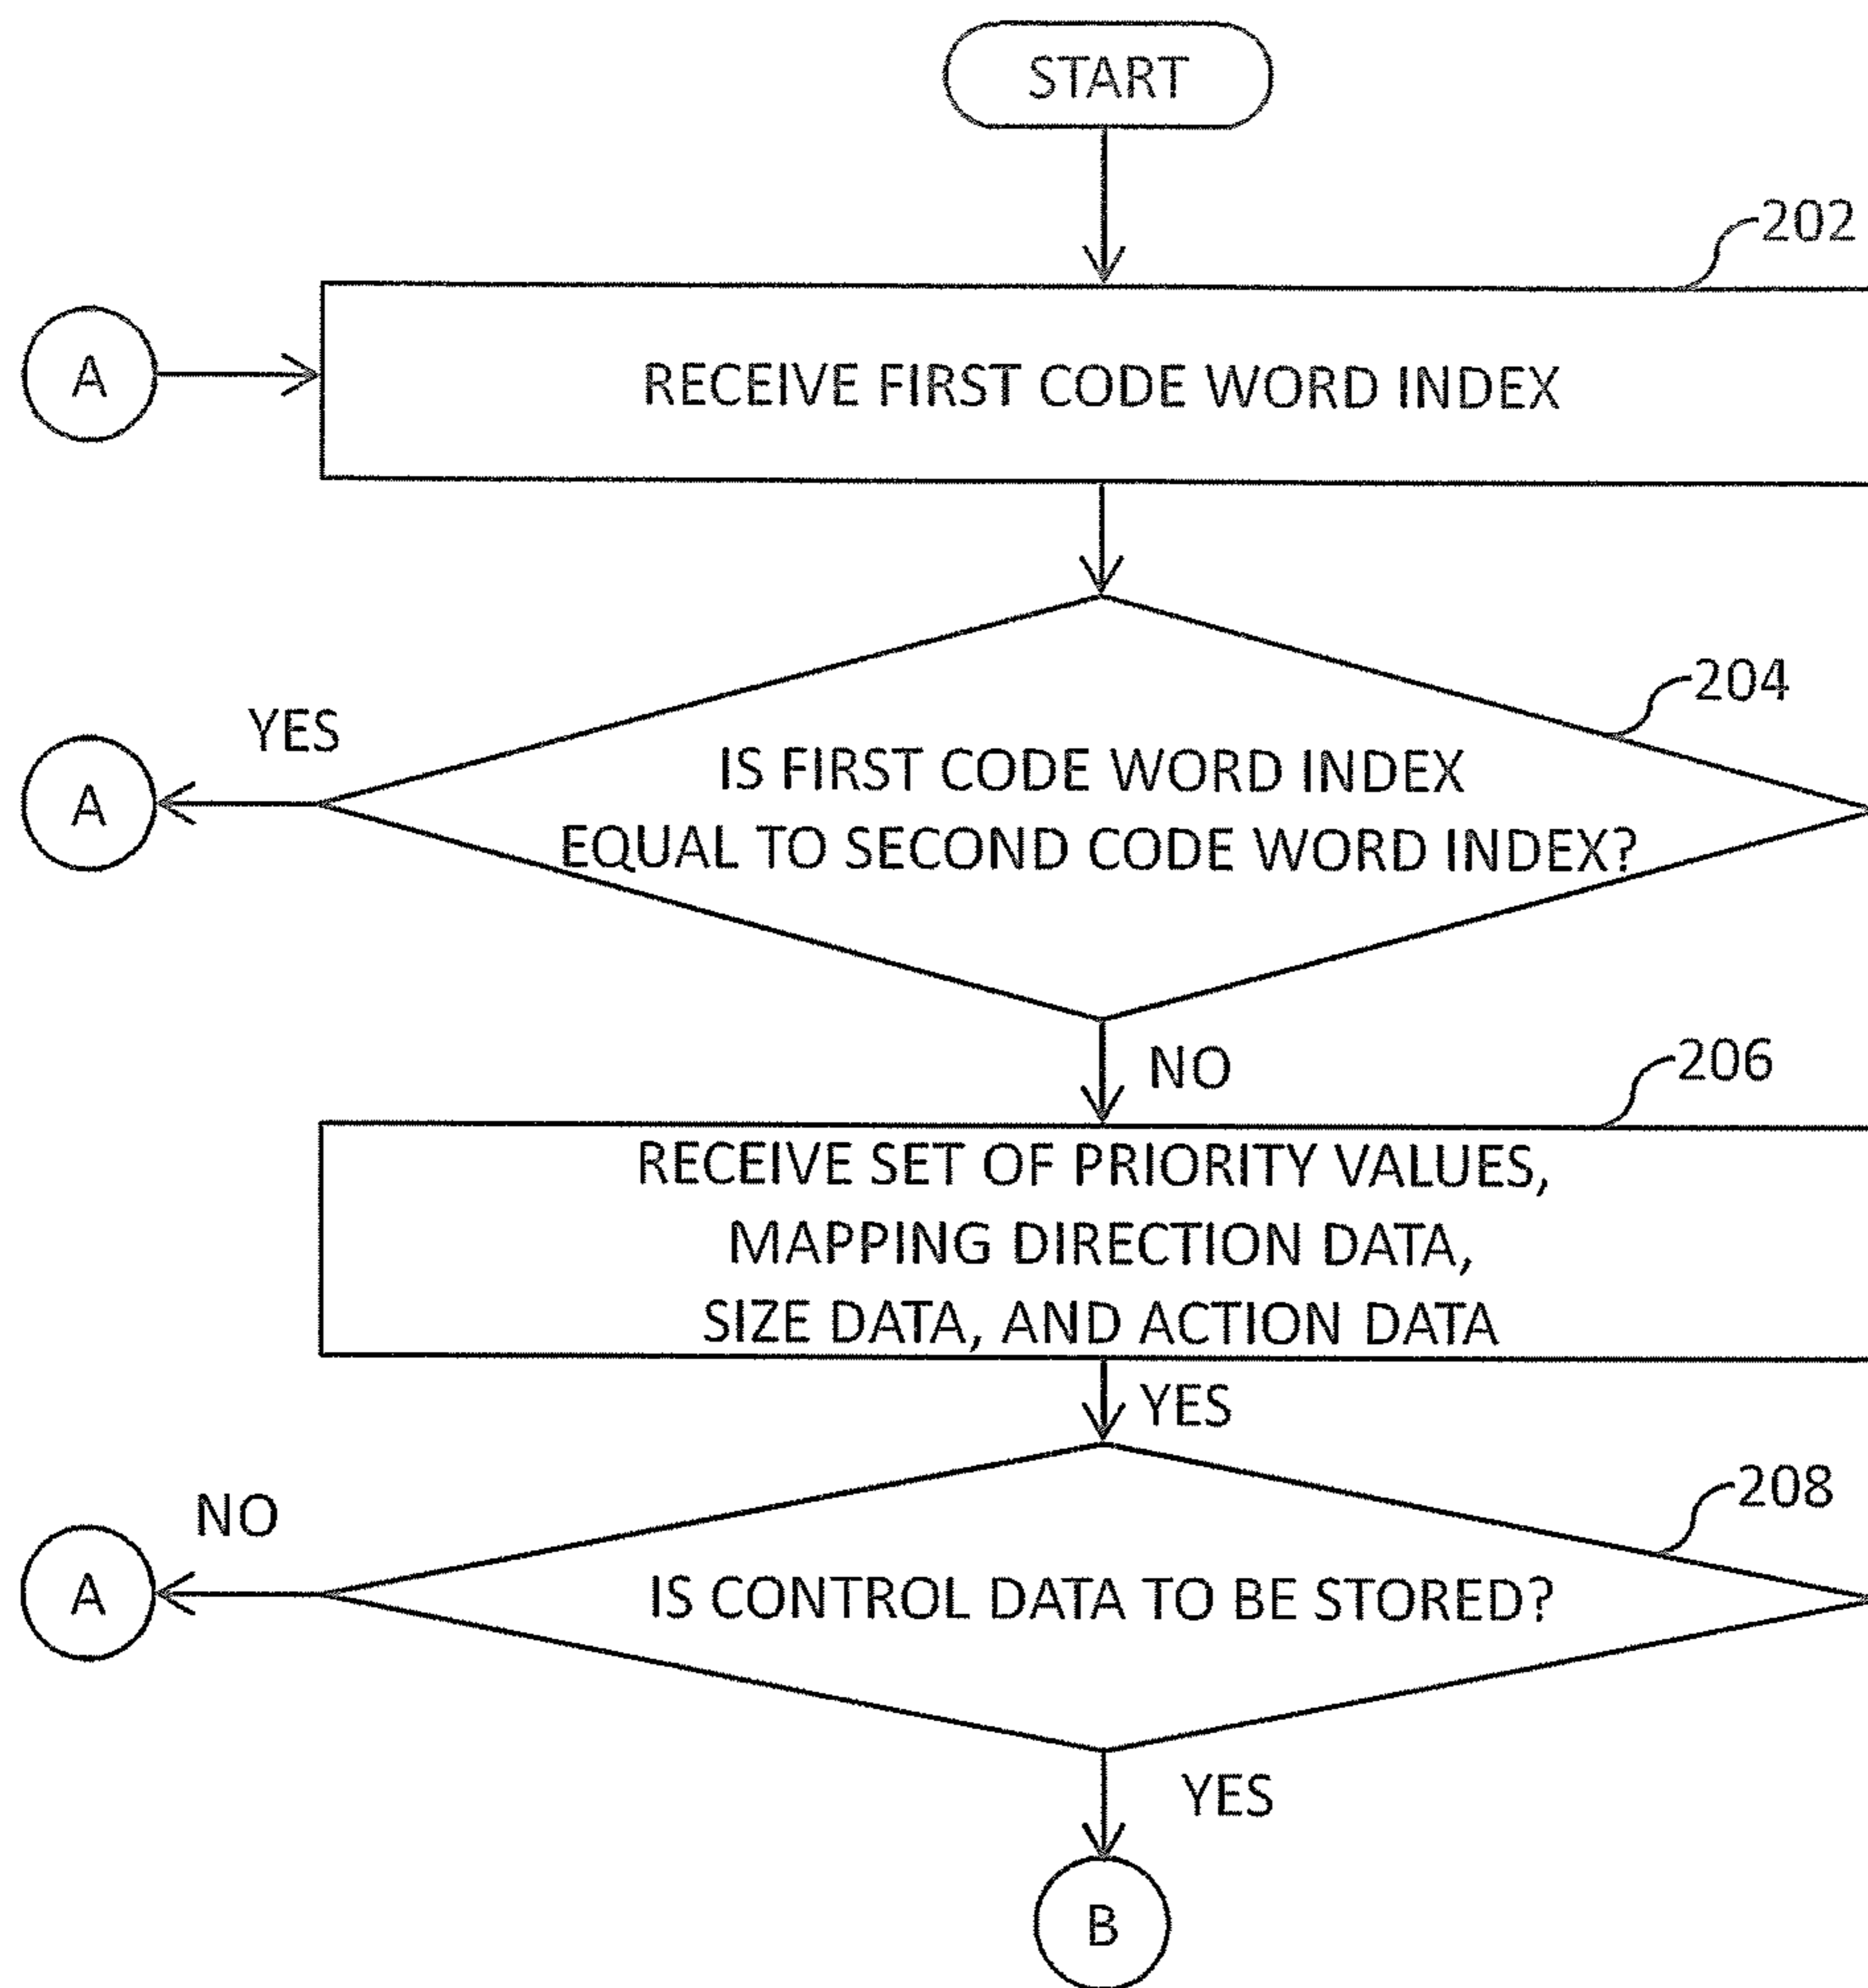 START
202
A
RECEIVE FIRST CODE WORD INDEX
204
YES
A
IS FIRST CODE WORD INDEX
EQUAL TO SECOND CODE WORD INDEX?
NO
206
RECEIVE SET OF PRIORITY VALUES,
MAPPING DIRECTION DATA,
SIZE DATA, AND ACTION DATA
YES
208
NO
A
IS CONTROL DATA TO BE STORED?
YES
B